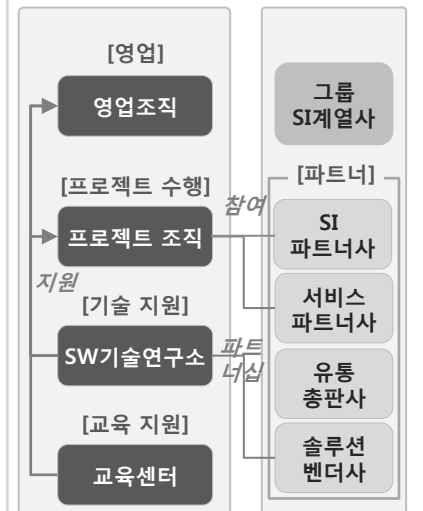 [영업]
영업조직
그룹
SI계열사
[파트너]
[프로젝트 수행]
참여
프로젝트 조직
SI
파트너사
지원
서비스
파트너사
[기술 지원]
SW기술연구소
파트
너십
유통
총판사
[교육 지원]
교육센터
솔루션
벤더사